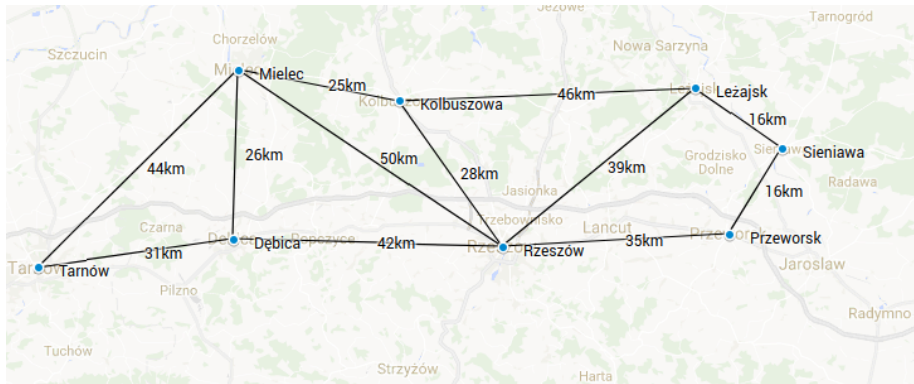 Jeżowe
Tarnogród
Chorzelów
Szczucin
Nowa Sarzyna
Mielec
25km
Kolbuszowa
46km
Leżajsk
16km
Sieniawa
44km
26km
50km
28km
39km
Grodzisko
Dolne
Radawa
Jasionka
16km
Czarna
Trzebownisko
Łańcut
Dębica
Ropczyce
42km
Rzeszów
35km
Przeworsk
31km
Tarnów
Jaroslaw
Pilzno
Radymno
Tuchów
Strzyżów
Harta